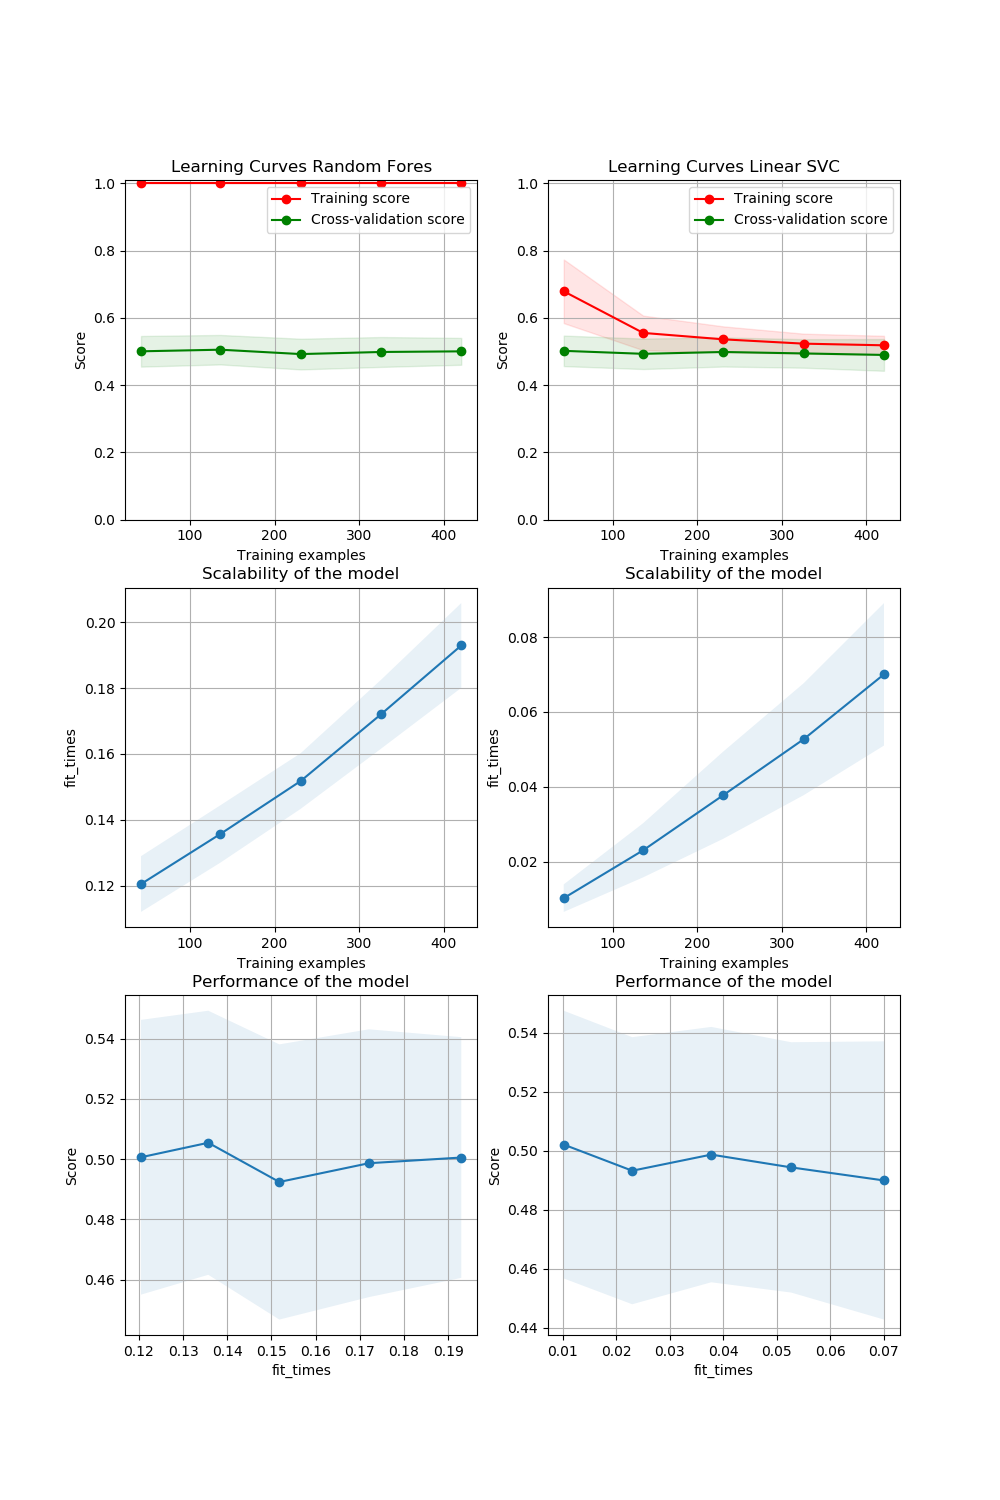 Learning Curves Random Fores
1.0
0.8
0.6
0.4
0.2
0.0
Score
Training score
Cross-validation score
100 200 300 400
Training examples
Learning Curves Linear SVC
1.0
0.8
0.6
0.4
0.2
0.0
Score
Training score
Cross-validation score
100 200 300 400
Training examples
Scalability of the model
0.20
0.18
0.16
0.14
0.12
fit_times
100 200 300 400
Training examples
Scalability of the model
0.08
0.06
0.04
0.02
fit_times
100 200 300 400
Training examples
Performance of the model
0.54
0.52
0.50
0.48
0.46
Score
0.12 0.13 0.14 0.15 0.16 0.17 0.18 0.19
fit_times
Performance of the model
0.54
0.52
0.50
0.48
0.46
0.44
Score
0.01 0.02 0.03 0.04 0.05 0.06 0.07
fit_times